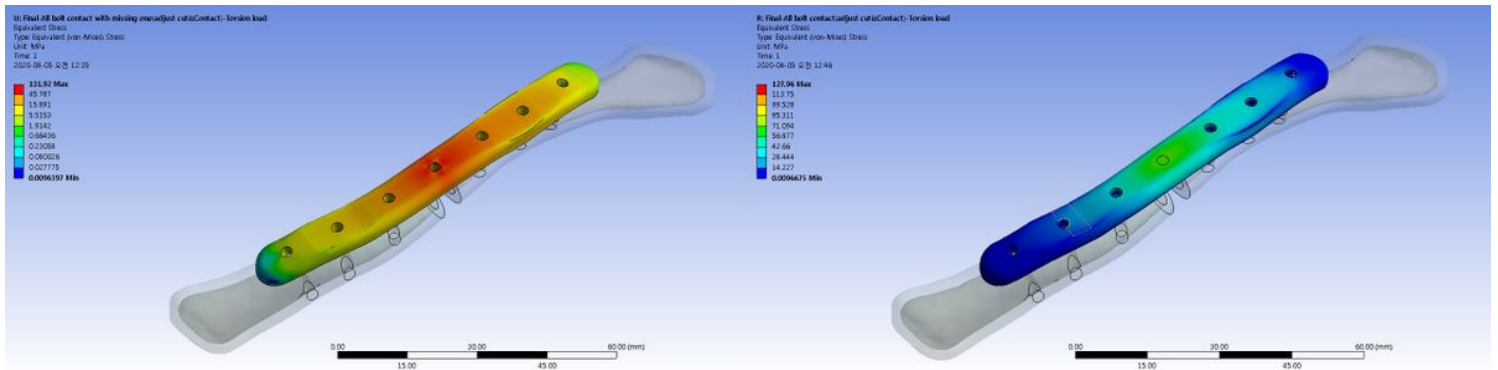 U: Final-All bolt contact with missing one(adjust cut&Contact)-Torsion load
Equivalent Stress
Type: Equivalent (von-Mises) Stress
Unit: MPa
Time: 1
2020-08-05 오전 12:39
131.92 Max
45.787
15.891
5.5153
1.9142
0.66436
0.23058
0.080026
0.027775
0.0096397 Min
0.00
15.00
30.00
45.00
60.00 (mm)
R: Final-All bolt contact(adjust cut&Contact)-Torsion load
Equivalent Stress
Type: Equivalent (von-Mises) Stress
Unit: MPa
Time: 1
2020-08-05 오전 12:46
127.96 Max
113.75
99.528
85.311
71.094
56.877
42.66
28.444
14.227
0.0096675 Min
0.00
15.00
30.00
45.00
60.00 (mm)